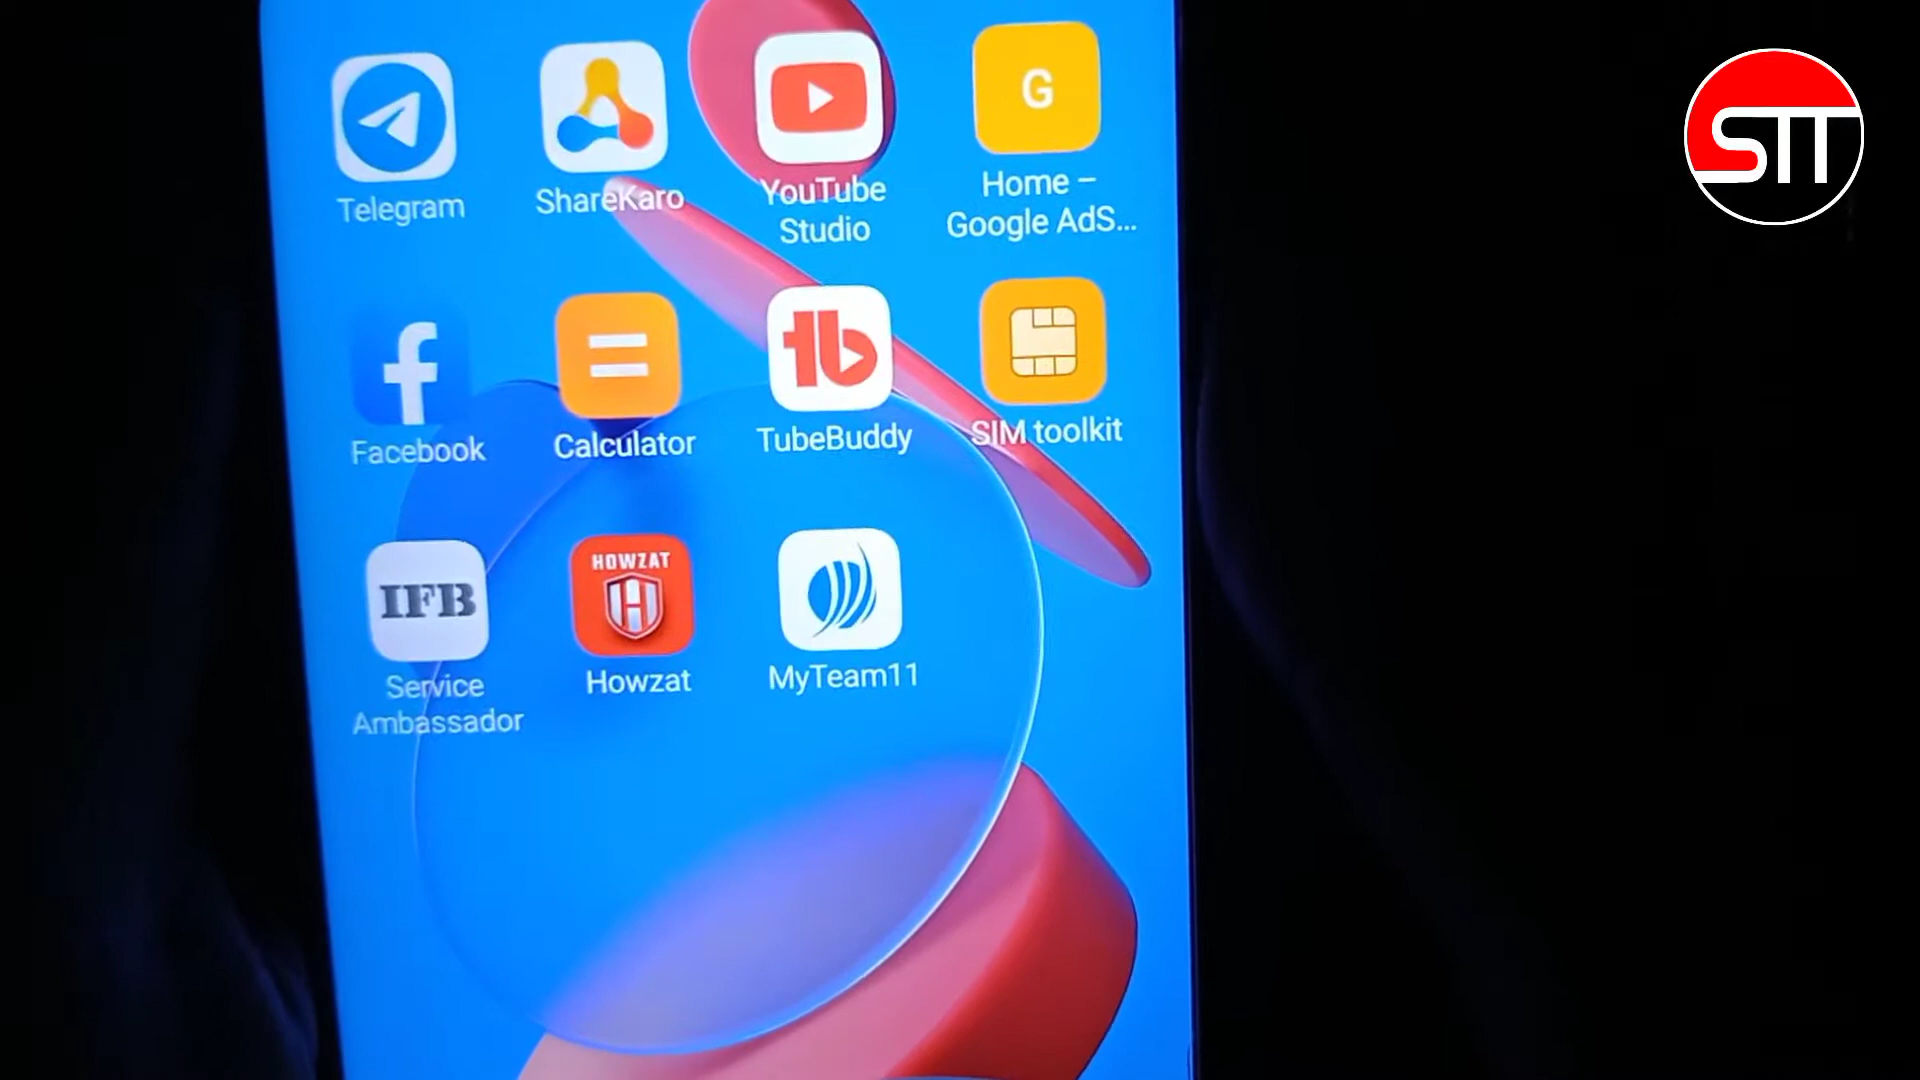 STT
G
Telegram
ShareKaro
YouTube
Studio
Home –
Google AdS...
f
tb
Facebook
Calculator
TubeBuddy
SIM toolkit
IFB
HOWZAT
H
Service
Ambassador
Howzat
MyTeam11